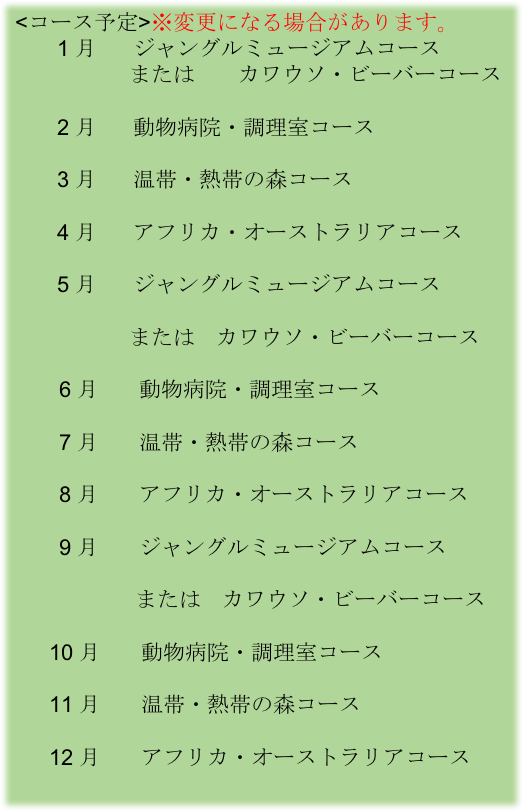 <コース予定>※変更になる場合があります。
1月 ジャングルミュージアムコース
または カワウソ・ビーバーコース
2月 動物病院・調理室コース
3月 温帯・熱帯の森コース
4月 アフリカ・オーストラリアコース
5月 ジャングルミュージアムコース
または カワウソ・ビーバーコース
6月 動物病院・調理室コース
7月 温帯・熱帯の森コース
8月 アフリカ・オーストラリアコース
9月 ジャングルミュージアムコース
または カワウソ・ビーバーコース
10月 動物病院・調理室コース
11月 温帯・熱帯の森コース
12月 アフリカ・オーストラリアコース